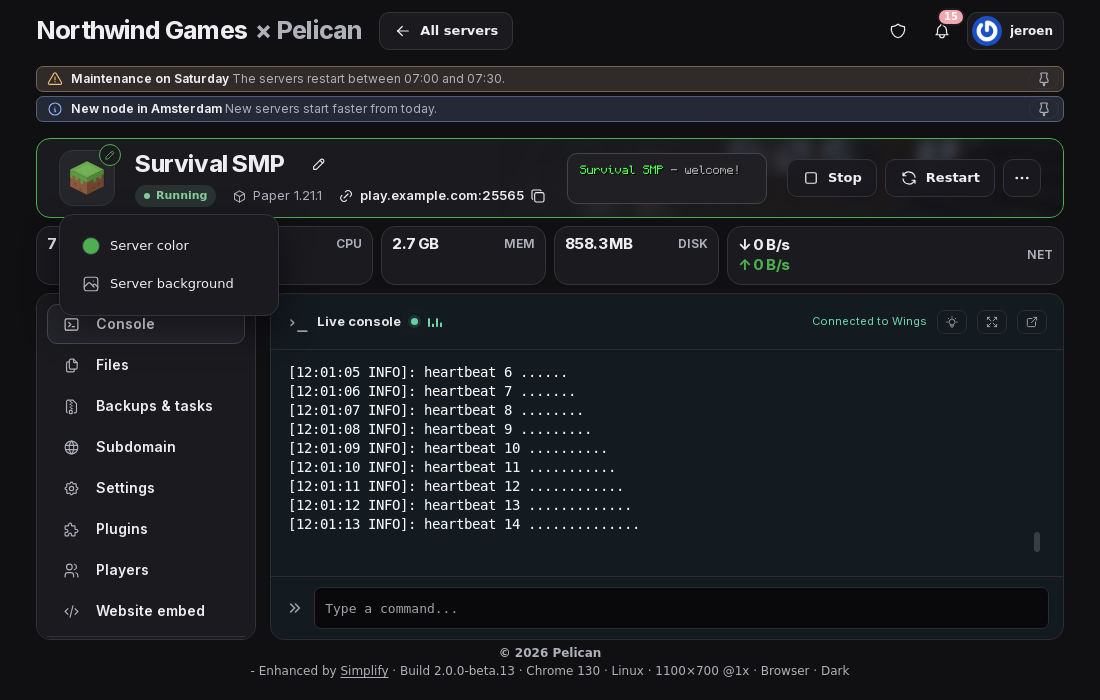 Northwind Games × Pelican
All servers
15
jeroen
Maintenance on Saturday The servers restart between 07:00 and 07:30.
New node in Amsterdam New servers start faster from today.
Survival SMP
Running
Paper 1.21.1
play.example.com:25565
Survival SMP — welcome!
Stop
Restart
...
7
CPU
2.7 GB
MEM
858.3 MB
DISK
↓ 0 B/s
↑ 0 B/s
NET
Server color
Server background
Console
Files
Backups & tasks
Subdomain
Settings
Plugins
Players
Website embed
Live console
Connected to Wings
[12:01:05 INFO]: heartbeat 6 ......
[12:01:06 INFO]: heartbeat 7 .......
[12:01:07 INFO]: heartbeat 8 ........
[12:01:08 INFO]: heartbeat 9 .........
[12:01:09 INFO]: heartbeat 10 ..........
[12:01:10 INFO]: heartbeat 11 ...........
[12:01:11 INFO]: heartbeat 12 ............
[12:01:12 INFO]: heartbeat 13 .............
[12:01:13 INFO]: heartbeat 14 ..............
Type a command...
© 2026 Pelican
- Enhanced by Simplify · Build 2.0.0-beta.13 · Chrome 130 · Linux · 1100×700 @1x · Browser · Dark